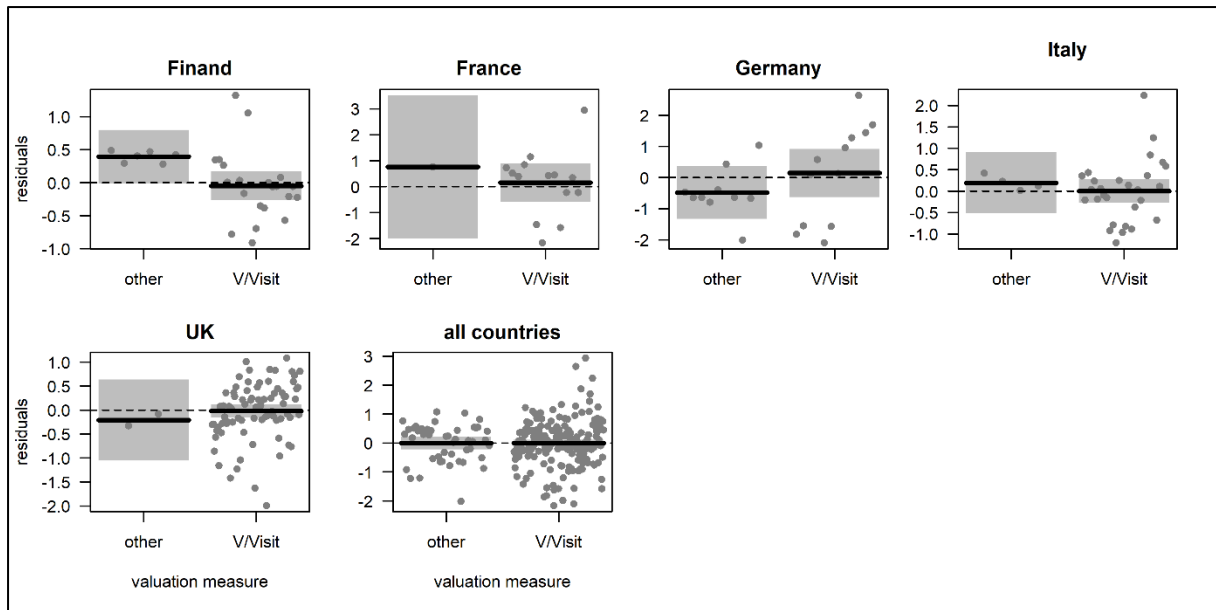 Finand
France
Germany
Italy
residuals
1.0
0.5
0.0
-0.5
-1.0
other
V/Visit
3
2
1
0
-1
-2
other
V/Visit
2
1
0
-1
-2
other
V/Visit
2.0
1.5
1.0
0.5
0.0
-0.5
-1.0
other
V/Visit
UK
all countries
residuals
1.0
0.5
0.0
-0.5
-1.0
-1.5
-2.0
other
V/Visit
valuation measure
3
2
1
0
-1
-2
other
V/Visit
valuation measure